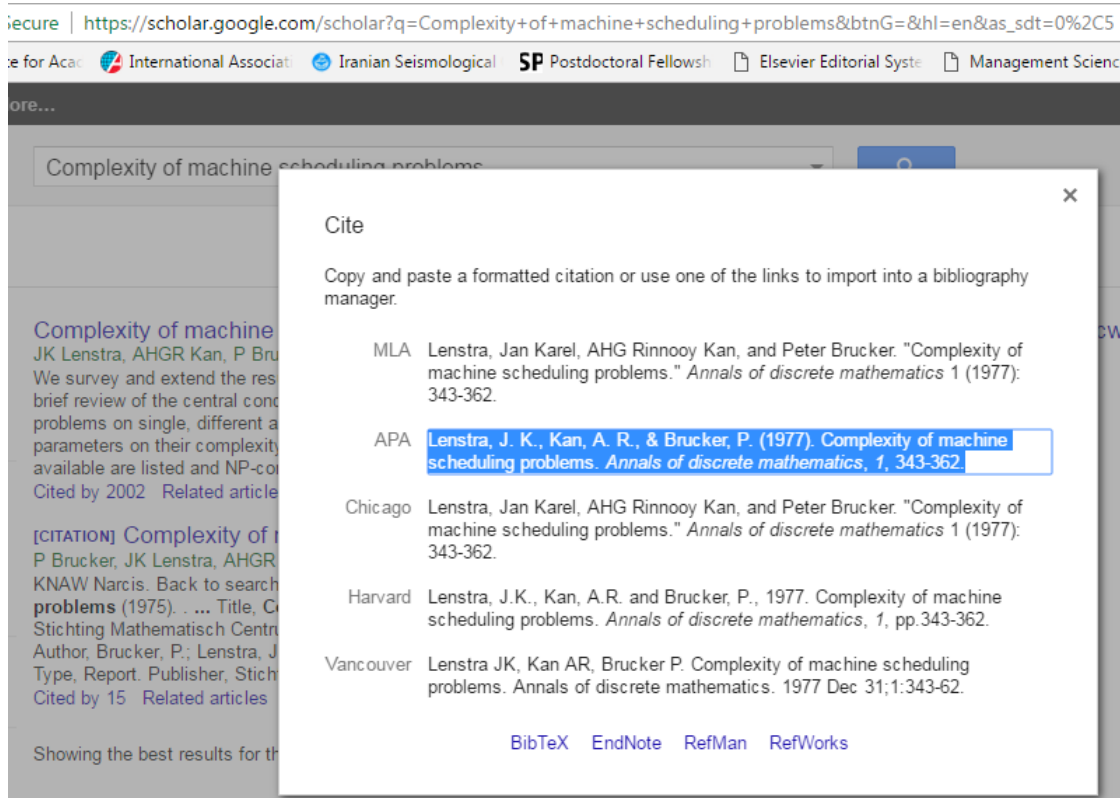 Secure | https://scholar.google.com/scholar?q=Complexity+of+machine+scheduling+problems&btnG=&hl=en&as_sdt=0%2C5
te for Acac International Associati Iranian Seismological SP Postdoctoral Fellowsh Elsevier Editorial Syste Management Scienc
ore...
Complexity of machine scheduling problems
×
Cite
Copy and paste a formatted citation or use one of the links to import into a bibliography
manager.
Complexity of machine
JK Lenstra, AHGR Kan, P Bru
We survey and extend the res
brief review of the central conc
problems on single, different a
parameters on their complexity
available are listed and NP-con
Cited by 2002 Related article
[CITATION] Complexity of
P Brucker, JK Lenstra, AHGR
KNAW Narcis. Back to search
problems (1975). . ... Title, Co
Stichting Mathematisch Centru
Author, Brucker, P.; Lenstra, J
Type, Report. Publisher, Stich
Cited by 15 Related articles
Showing the best results for th
MLA Lenstra, Jan Karel, AHG Rinnooy Kan, and Peter Brucker. "Complexity of
machine scheduling problems." Annals of discrete mathematics 1 (1977):
343-362.
APA Lenstra, J. K., Kan, A. R., & Brucker, P. (1977). Complexity of machine
scheduling problems. Annals of discrete mathematics, 1, 343-362.
Chicago Lenstra, Jan Karel, AHG Rinnooy Kan, and Peter Brucker. "Complexity of
machine scheduling problems." Annals of discrete mathematics 1 (1977):
343-362.
Harvard Lenstra, J.K., Kan, A.R. and Brucker, P., 1977. Complexity of machine
scheduling problems. Annals of discrete mathematics, 1, pp.343-362.
Vancouver Lenstra JK, Kan AR, Brucker P. Complexity of machine scheduling
problems. Annals of discrete mathematics. 1977 Dec 31;1:343-62.
BibTeX EndNote RefMan RefWorks